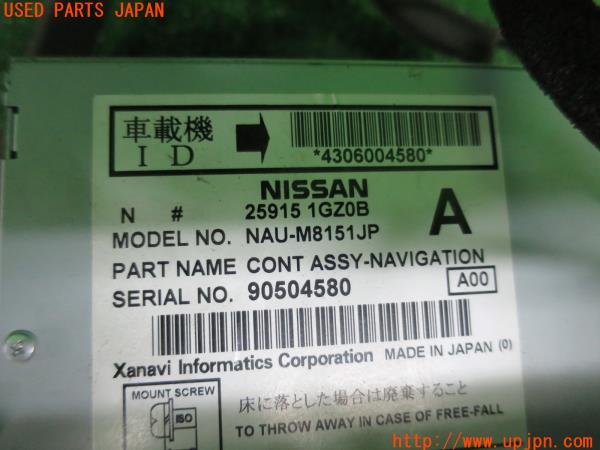 USED PARTS JAPAN
車載機
ID
*4306004580*
NISSAN
N # 25915 1GZ0B
A
MODEL NO. NAU-M8151JP
PART NAME CONT ASSY-NAVIGATION
SERIAL NO. 90504580
A00
Xanavi Informatics Corporation MADE IN JAPAN (0)
MOUNT SCREW
ISO
床に落とした場合は廃棄すること
TO THROW AWAY IN CASE OF FREE-FALL
http://www.upjpn.com/